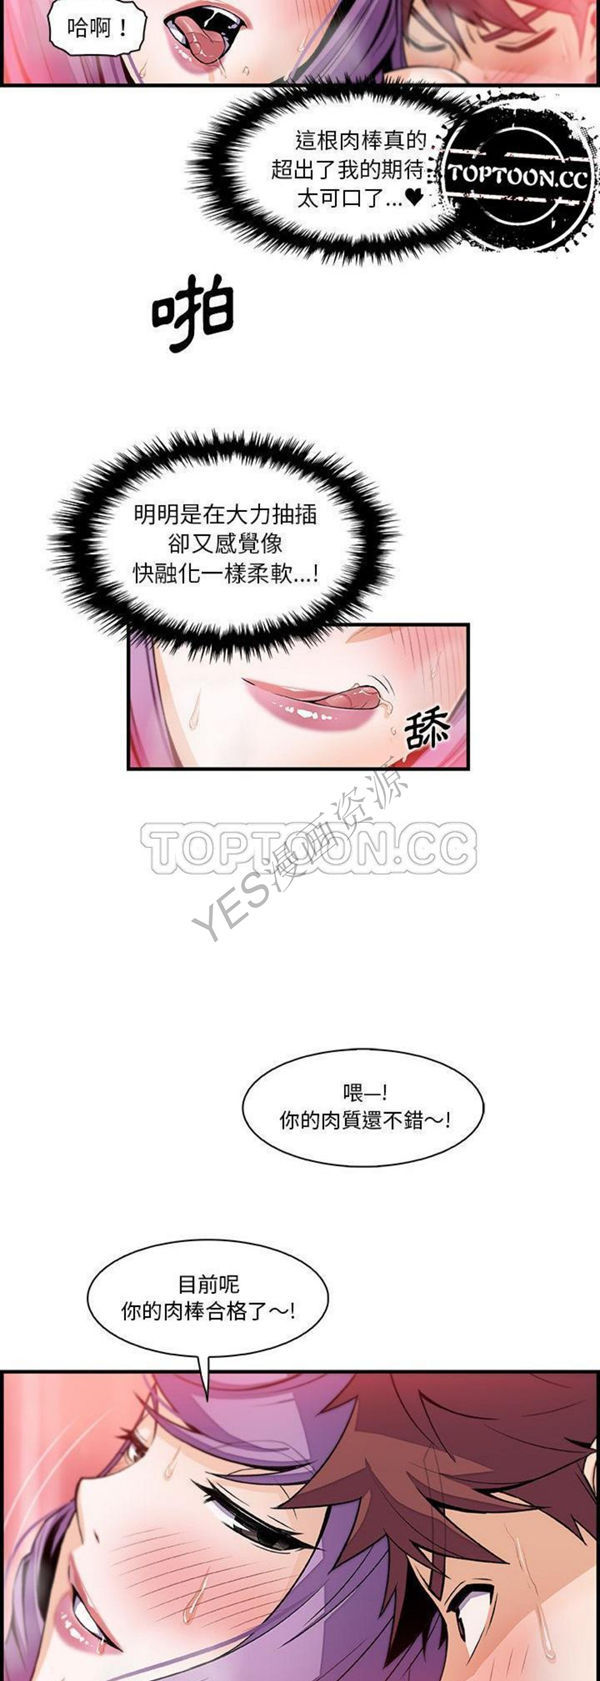 哈啊！
這根肉棒真的
超出了我的期待
太可口了...♥
TOPTOON.CC
啪
明明是在大力抽插
卻又感覺像
快融化一樣柔軟...!
舔
TOPTOON.CC
YES漫画资源
喂—!
你的肉質還不錯～!
目前呢
你的肉棒合格了～!